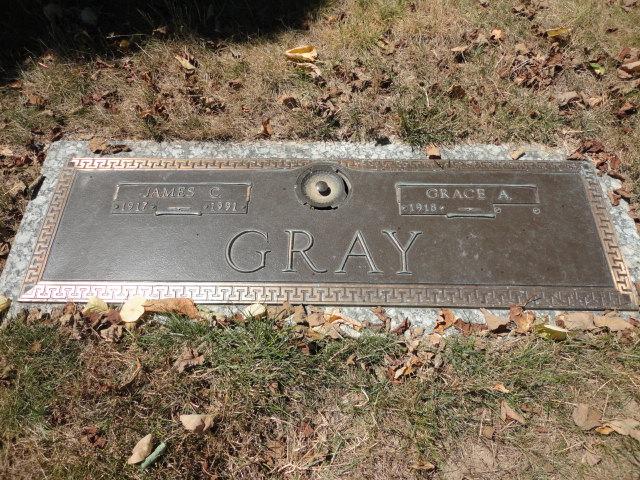 JAMES C.
1917 1991
GRACE A.
1918
GRAY